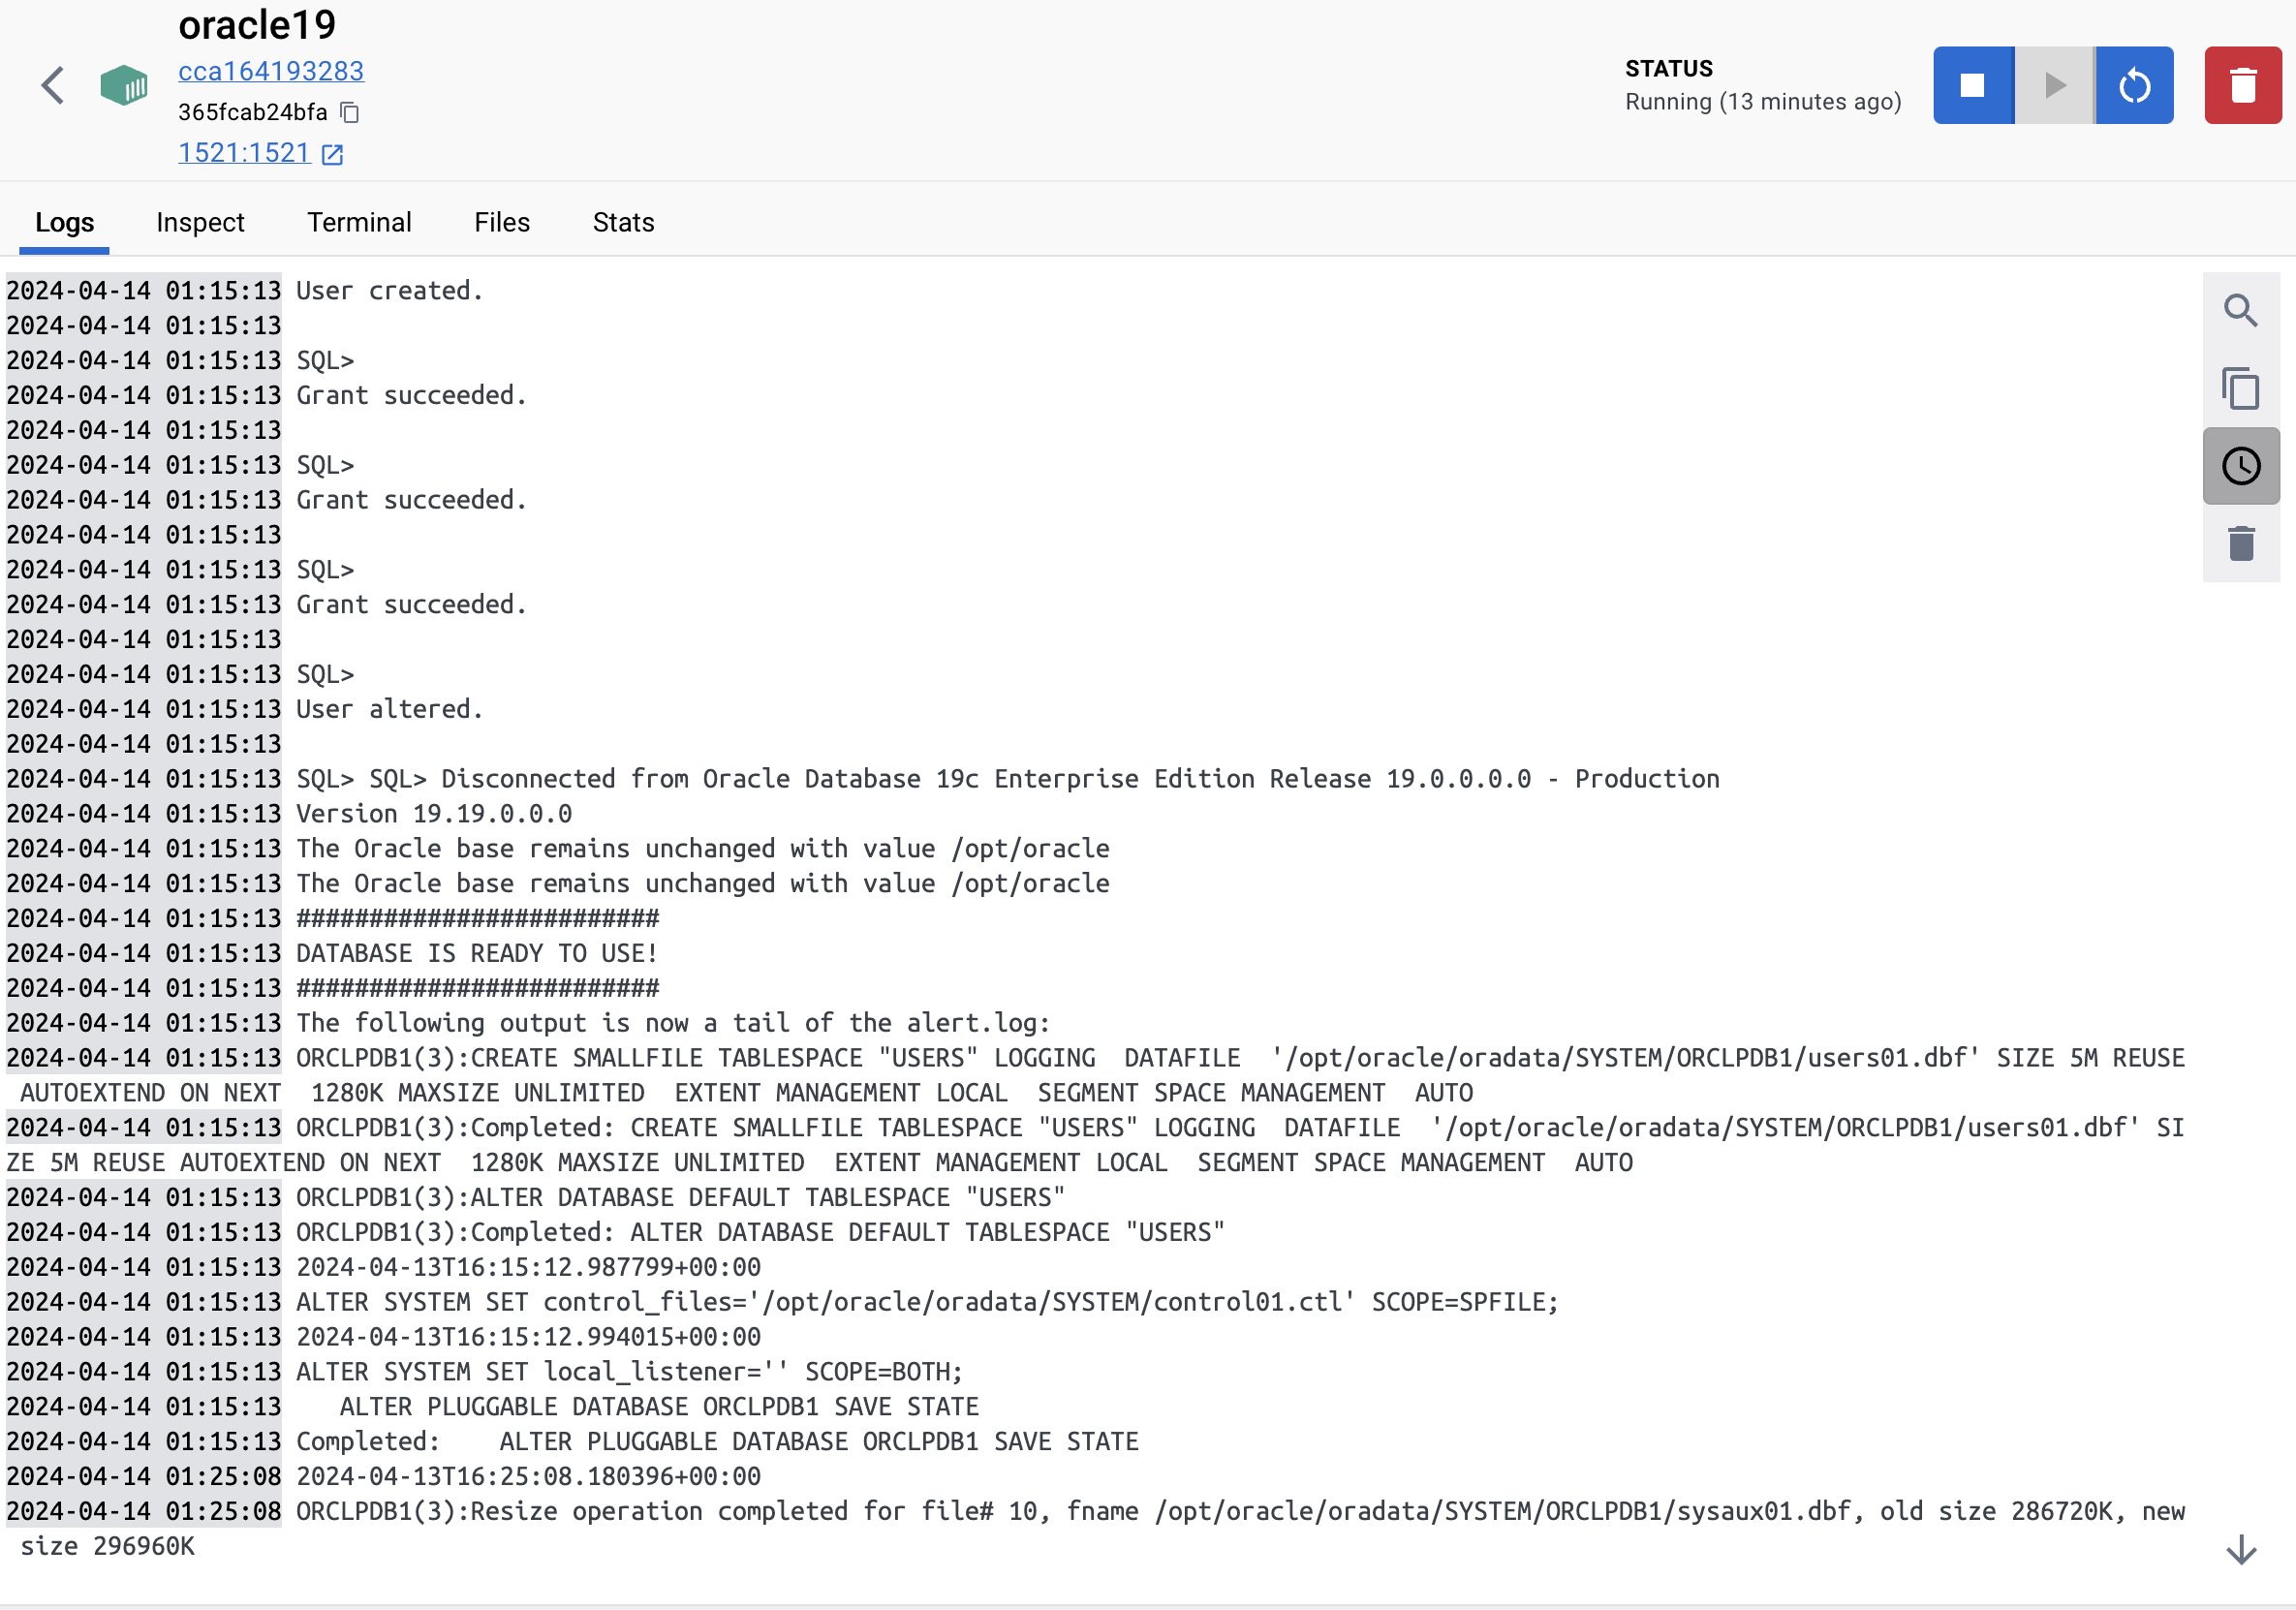 oracle19
cca164193283
365fcab24bfa
1521:1521
STATUS
Running (13 minutes ago)
Logs Inspect Terminal Files Stats
2024-04-14 01:15:13 User created.
2024-04-14 01:15:13
2024-04-14 01:15:13 SQL>
2024-04-14 01:15:13 Grant succeeded.
2024-04-14 01:15:13
2024-04-14 01:15:13 SQL>
2024-04-14 01:15:13 Grant succeeded.
2024-04-14 01:15:13
2024-04-14 01:15:13 SQL>
2024-04-14 01:15:13 Grant succeeded.
2024-04-14 01:15:13
2024-04-14 01:15:13 SQL>
2024-04-14 01:15:13 User altered.
2024-04-14 01:15:13
2024-04-14 01:15:13 SQL> SQL> Disconnected from Oracle Database 19c Enterprise Edition Release 19.0.0.0.0 - Production
2024-04-14 01:15:13 Version 19.19.0.0.0
2024-04-14 01:15:13 The Oracle base remains unchanged with value /opt/oracle
2024-04-14 01:15:13 The Oracle base remains unchanged with value /opt/oracle
2024-04-14 01:15:13 #########################
2024-04-14 01:15:13 DATABASE IS READY TO USE!
2024-04-14 01:15:13 #########################
2024-04-14 01:15:13 The following output is now a tail of the alert.log:
2024-04-14 01:15:13 ORCLPDB1(3):CREATE SMALLFILE TABLESPACE "USERS" LOGGING  DATAFILE  '/opt/oracle/oradata/SYSTEM/ORCLPDB1/users01.dbf' SIZE 5M REUSE
 AUTOEXTEND ON NEXT  1280K MAXSIZE UNLIMITED  EXTENT MANAGEMENT LOCAL  SEGMENT SPACE MANAGEMENT  AUTO
2024-04-14 01:15:13 ORCLPDB1(3):Completed: CREATE SMALLFILE TABLESPACE "USERS" LOGGING  DATAFILE  '/opt/oracle/oradata/SYSTEM/ORCLPDB1/users01.dbf' SI
ZE 5M REUSE AUTOEXTEND ON NEXT  1280K MAXSIZE UNLIMITED  EXTENT MANAGEMENT LOCAL  SEGMENT SPACE MANAGEMENT  AUTO
2024-04-14 01:15:13 ORCLPDB1(3):ALTER DATABASE DEFAULT TABLESPACE "USERS"
2024-04-14 01:15:13 ORCLPDB1(3):Completed: ALTER DATABASE DEFAULT TABLESPACE "USERS"
2024-04-14 01:15:13 2024-04-13T16:15:12.987799+00:00
2024-04-14 01:15:13 ALTER SYSTEM SET control_files='/opt/oracle/oradata/SYSTEM/control01.ctl' SCOPE=SPFILE;
2024-04-14 01:15:13 2024-04-13T16:15:12.994015+00:00
2024-04-14 01:15:13 ALTER SYSTEM SET local_listener='' SCOPE=BOTH;
2024-04-14 01:15:13    ALTER PLUGGABLE DATABASE ORCLPDB1 SAVE STATE
2024-04-14 01:15:13 Completed:    ALTER PLUGGABLE DATABASE ORCLPDB1 SAVE STATE
2024-04-14 01:25:08 2024-04-13T16:25:08.180396+00:00
2024-04-14 01:25:08 ORCLPDB1(3):Resize operation completed for file# 10, fname /opt/oracle/oradata/SYSTEM/ORCLPDB1/sysaux01.dbf, old size 286720K, new
 size 296960K